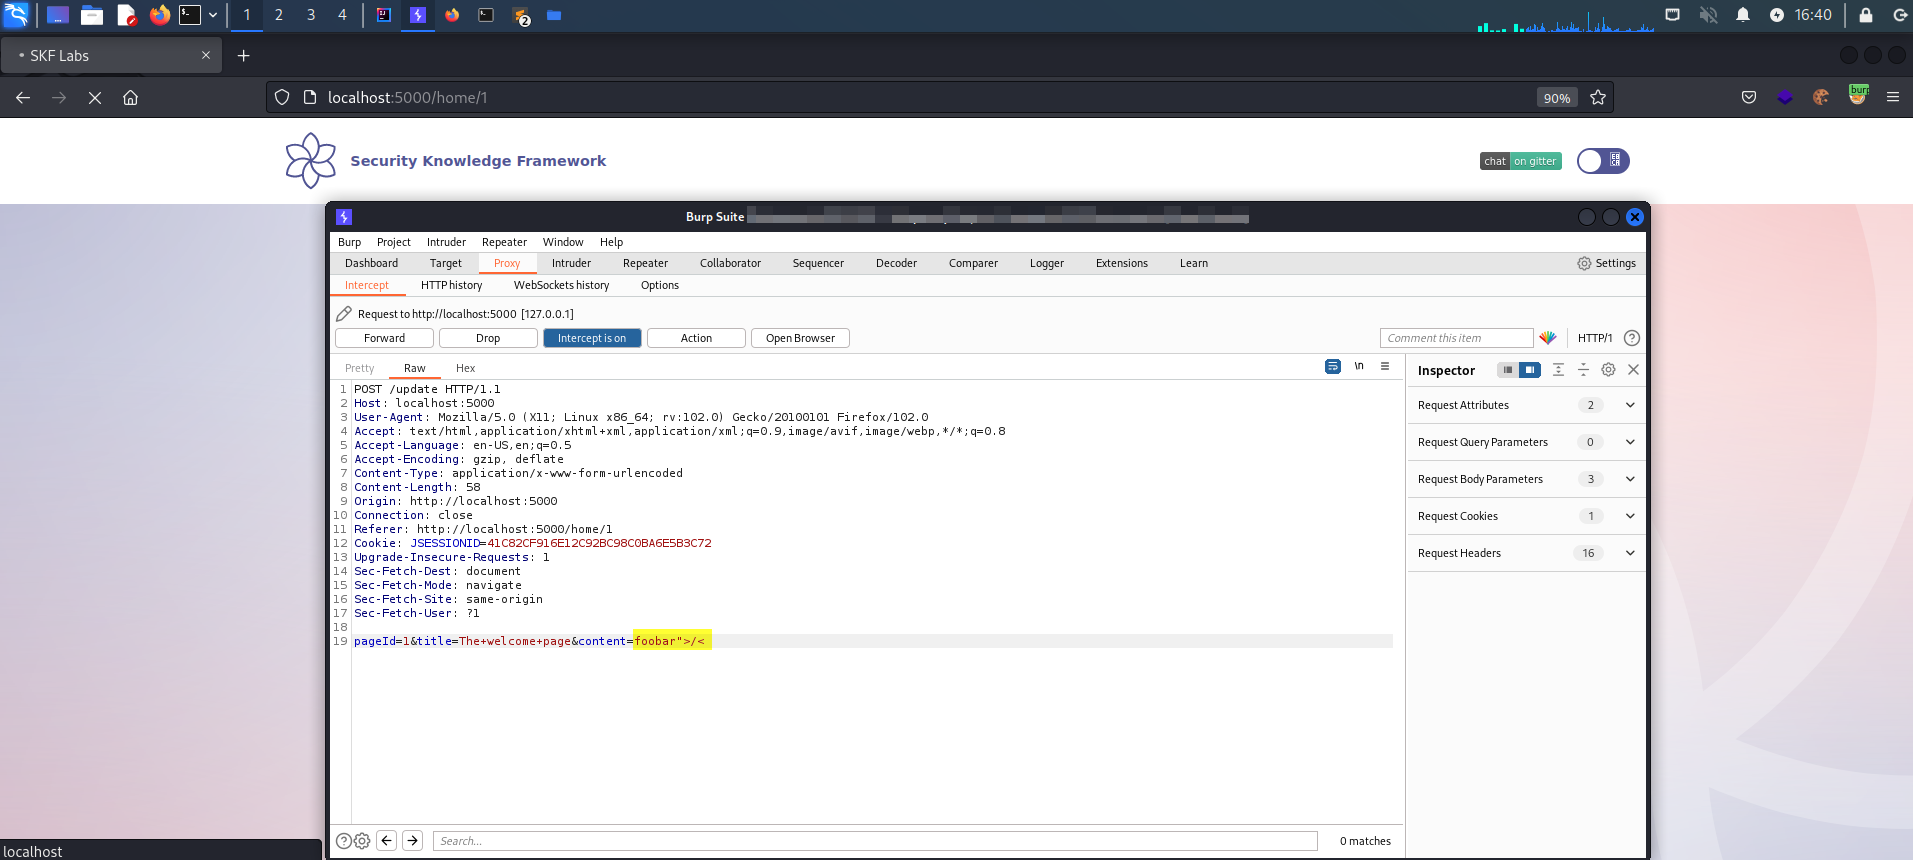 1 2 3 4 2 16:40
SKF Labs
localhost:5000/home/1 90% burp
Security Knowledge Framework chat on gitter
Burp Suite
Burp Project Intruder Repeater Window Help
Dashboard Target Proxy Intruder Repeater Collaborator Sequencer Decoder Comparer Logger Extensions Learn Settings
Intercept HTTP history WebSockets history Options
Request to http://localhost:5000 [127.0.0.1]
Forward Drop Intercept is on Action Open Browser Comment this item HTTP/1
Pretty Raw Hex \n
Inspector
1 POST /update HTTP/1.1
2 Host: localhost:5000
3 User-Agent: Mozilla/5.0 (X11; Linux x86_64; rv:102.0) Gecko/20100101 Firefox/102.0
4 Accept: text/html,application/xhtml+xml,application/xml;q=0.9,image/avif,image/webp,*/*;q=0.8
5 Accept-Language: en-US,en;q=0.5
6 Accept-Encoding: gzip, deflate
7 Content-Type: application/x-www-form-urlencoded
8 Content-Length: 58
9 Origin: http://localhost:5000
10 Connection: close
11 Referer: http://localhost:5000/home/1
12 Cookie: JSESSIONID=41C82CF916E12C92BC98C0BA6E5B3C72
13 Upgrade-Insecure-Requests: 1
14 Sec-Fetch-Dest: document
15 Sec-Fetch-Mode: navigate
16 Sec-Fetch-Site: same-origin
17 Sec-Fetch-User: ?1
18
19 pageId=1&title=The+welcome+page&content=foobar">/<
Request Attributes 2
Request Query Parameters 0
Request Body Parameters 3
Request Cookies 1
Request Headers 16
Search... 0 matches
localhost